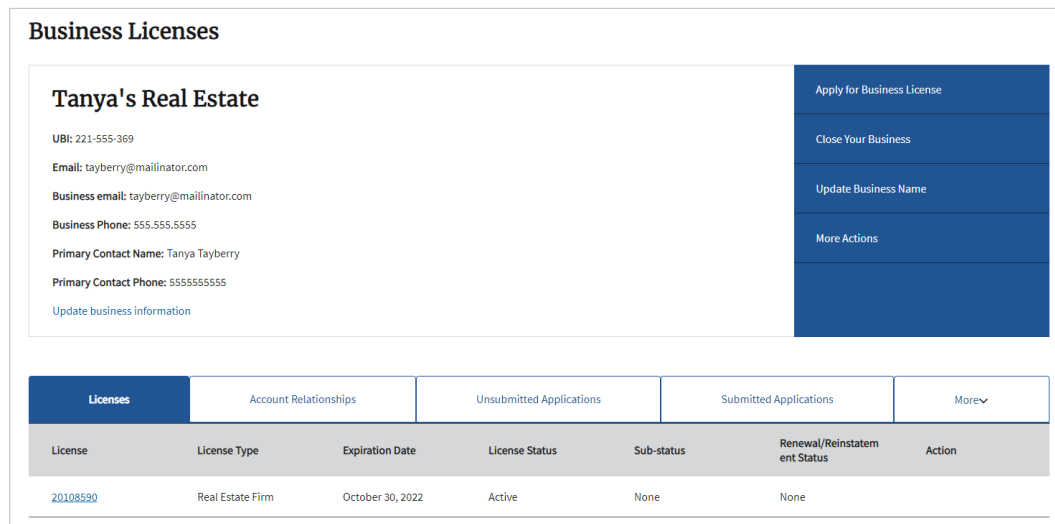 Business Licenses
Tanya's Real Estate
UBI: 221-555-369
Email: tayberry@mailinator.com
Business email: tayberry@mailinator.com
Business Phone: 555.555.5555
Primary Contact Name: Tanya Tayberry
Primary Contact Phone: 5555555555
Update business information
Apply for Business License
Close Your Business
Update Business Name
More Actions
Licenses Account Relationships Unsubmitted Applications Submitted Applications More
License License Type Expiration Date License Status Sub-status Renewal/Reinstatem Action
ent Status
20108590 Real Estate Firm October 30, 2022 Active None None